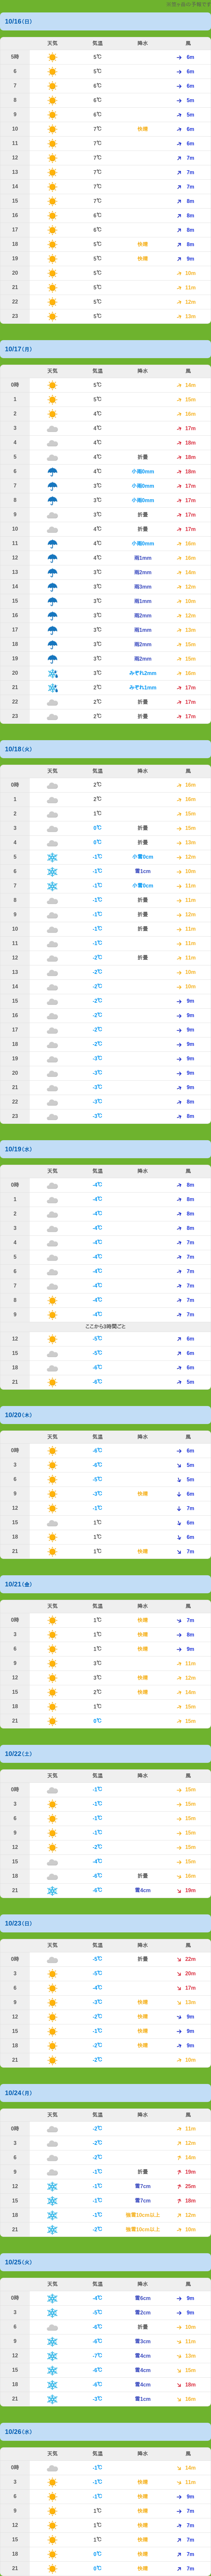 10/16(日)
天気 気温 降水 風
5時 5℃ 6m
6 5℃ 6m
7 6℃ 6m
8 6℃ 5m
9 6℃ 5m
10 7℃ 快晴 6m
11 7℃ 6m
12 7℃ 7m
13 7℃ 7m
14 7℃ 7m
15 7℃ 8m
16 6℃ 8m
17 6℃ 8m
18 5℃ 快晴 8m
19 5℃ 快晴 9m
20 5℃ 10m
21 5℃ 11m
22 5℃ 12m
23 5℃ 13m
10/17(月)
天気 気温 降水 風
0時 5℃ 14m
1 5℃ 15m
2 4℃ 16m
3 4℃ 17m
4 4℃ 18m
5 4℃ 折畳 18m
6 4℃ 小雨0mm 18m
7 3℃ 小雨0mm 17m
8 3℃ 小雨0mm 17m
9 3℃ 折畳 17m
10 4℃ 折畳 17m
11 4℃ 小雨0mm 16m
12 4℃ 雨1mm 16m
13 3℃ 雨2mm 14m
14 3℃ 雨3mm 12m
15 3℃ 雨1mm 10m
16 3℃ 雨2mm 12m
17 3℃ 雨1mm 13m
18 3℃ 雨2mm 15m
19 3℃ 雨2mm 15m
20 3℃ みぞれ2mm 16m
21 2℃ みぞれ1mm 17m
22 2℃ 折畳 17m
23 2℃ 折畳 17m
10/18(火)
天気 気温 降水 風
0時 2℃ 16m
1 2℃ 15m
2 1℃ 15m
3 0℃ 折畳 15m
4 0℃ 折畳 13m
5 -1℃ 小雪0cm 12m
6 -1℃ 雪1cm 10m
7 -1℃ 小雪0cm 11m
8 -1℃ 折畳 11m
9 -1℃ 折畳 12m
10 -1℃ 折畳 11m
11 -1℃ 11m
12 -2℃ 折畳 11m
13 -2℃ 10m
14 -2℃ 10m
15 -2℃ 9m
16 -2℃ 9m
17 -2℃ 9m
18 -2℃ 9m
19 -3℃ 9m
20 -3℃ 9m
21 -3℃ 9m
22 -3℃ 8m
23 -3℃ 8m
10/19(水)
天気 気温 降水 風
0時 -4℃ 8m
1 -4℃ 8m
2 -4℃ 8m
3 -4℃ 8m
4 -4℃ 7m
5 -4℃ 7m
6 -4℃ 7m
7 -4℃ 7m
8 -4℃ 7m
9 -4℃ 7m
ここから3時間ごと
12 -5℃ 6m
15 -5℃ 6m
18 -6℃ 6m
21 -6℃ 5m
10/20(木)
天気 気温 降水 風
0時 -6℃ 6m
3 -6℃ 5m
6 -5℃ 5m
9 -3℃ 快晴 6m
12 -1℃ 7m
15 1℃ 6m
18 1℃ 6m
21 1℃ 快晴 7m
10/21(金)
天気 気温 降水 風
0時 1℃ 快晴 7m
3 1℃ 快晴 8m
6 1℃ 快晴 9m
9 3℃ 11m
12 3℃ 快晴 12m
15 2℃ 快晴 14m
18 1℃ 15m
21 0℃ 15m
10/22(土)
天気 気温 降水 風
0時 -1℃ 15m
3 -1℃ 15m
6 -1℃ 15m
9 -1℃ 15m
12 -2℃ 15m
15 -4℃ 15m
18 -6℃ 折畳 16m
21 -6℃ 雪4cm 19m
10/23(日)
天気 気温 降水 風
0時 -5℃ 折畳 22m
3 -5℃ 20m
6 -4℃ 17m
9 -3℃ 快晴 13m
12 -2℃ 快晴 9m
15 -1℃ 快晴 9m
18 -2℃ 快晴 9m
21 -2℃ 10m
10/24(月)
天気 気温 降水 風
0時 -2℃ 11m
3 -2℃ 12m
6 -2℃ 14m
9 -1℃ 折畳 19m
12 -1℃ 雪7cm 25m
15 -1℃ 雪7cm 18m
18 -1℃ 強雪10cm以上 12m
21 -2℃ 強雪10cm以上 10m
10/25(火)
天気 気温 降水 風
0時 -4℃ 雪6cm 9m
3 -5℃ 雪2cm 9m
6 -6℃ 折畳 10m
9 -6℃ 雪3cm 11m
12 -7℃ 雪4cm 13m
15 -6℃ 雪4cm 15m
18 -6℃ 雪4cm 18m
21 -3℃ 雪1cm 16m
10/26(水)
天気 気温 降水 風
0時 -1℃ 14m
3 -1℃ 快晴 11m
6 -1℃ 快晴 9m
9 1℃ 快晴 7m
12 1℃ 快晴 7m
15 1℃ 快晴 7m
18 0℃ 快晴 7m
21 0℃ 快晴 7m